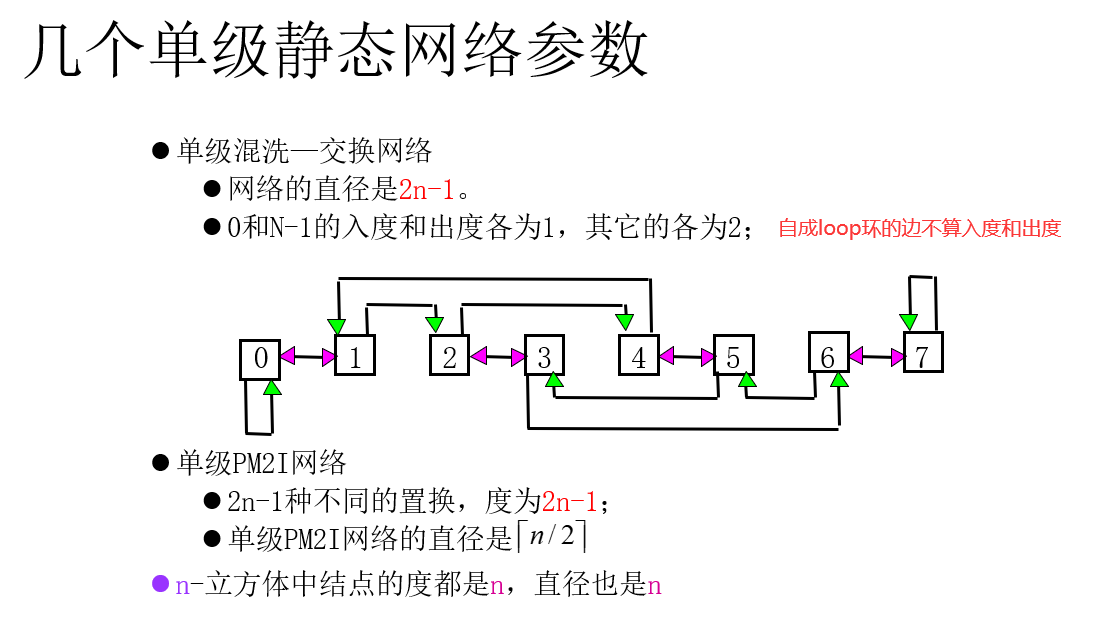 几个单级静态网络参数
单级混洗—交换网络
网络的直径是2n-1。
0和N-1的入度和出度各为1，其它的各为2； 自成loop环的边不算入度和出度
0 1 2 3 4 5 6 7
单级PM2I网络
2n-1种不同的置换，度为2n-1；
单级PM2I网络的直径是⌈n/2⌉
n-立方体中结点的度都是n，直径也是n